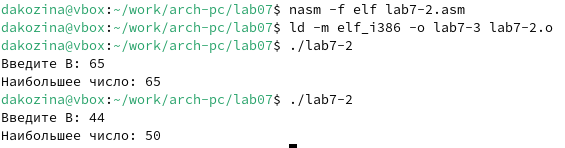 dakozina@vbox:~/work/arch-pc/lab07$ nasm -f elf lab7-2.asm
dakozina@vbox:~/work/arch-pc/lab07$ ld -m elf_i386 -o lab7-3 lab7-2.o
dakozina@vbox:~/work/arch-pc/lab07$ ./lab7-2
Введите B: 65
Наибольшее число: 65
dakozina@vbox:~/work/arch-pc/lab07$ ./lab7-2
Введите B: 44
Наибольшее число: 50